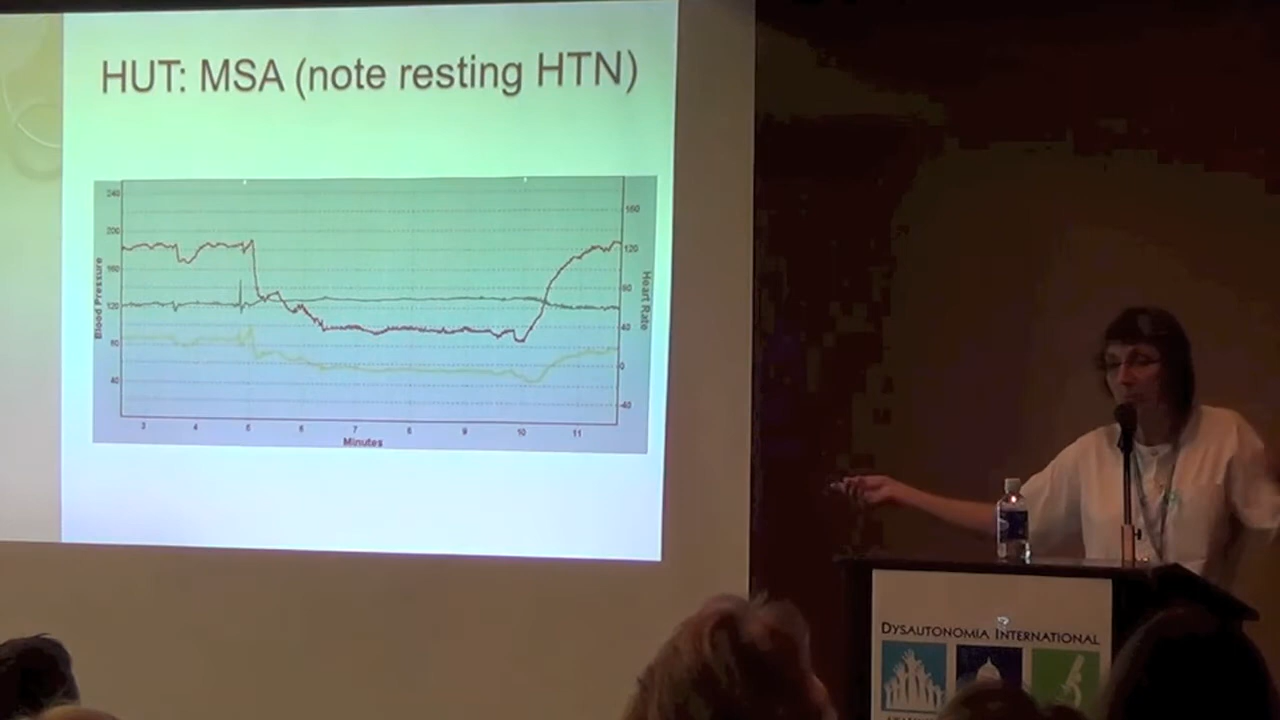 HUT: MSA (note resting HTN)
240
200
160
120
80
40
Blood Pressure
160
120
80
40
0
-40
Heart Rate
3 4 5 6 7 8 9 10 11
Minutes
DYSAUTONOMIA INTERNATIONAL